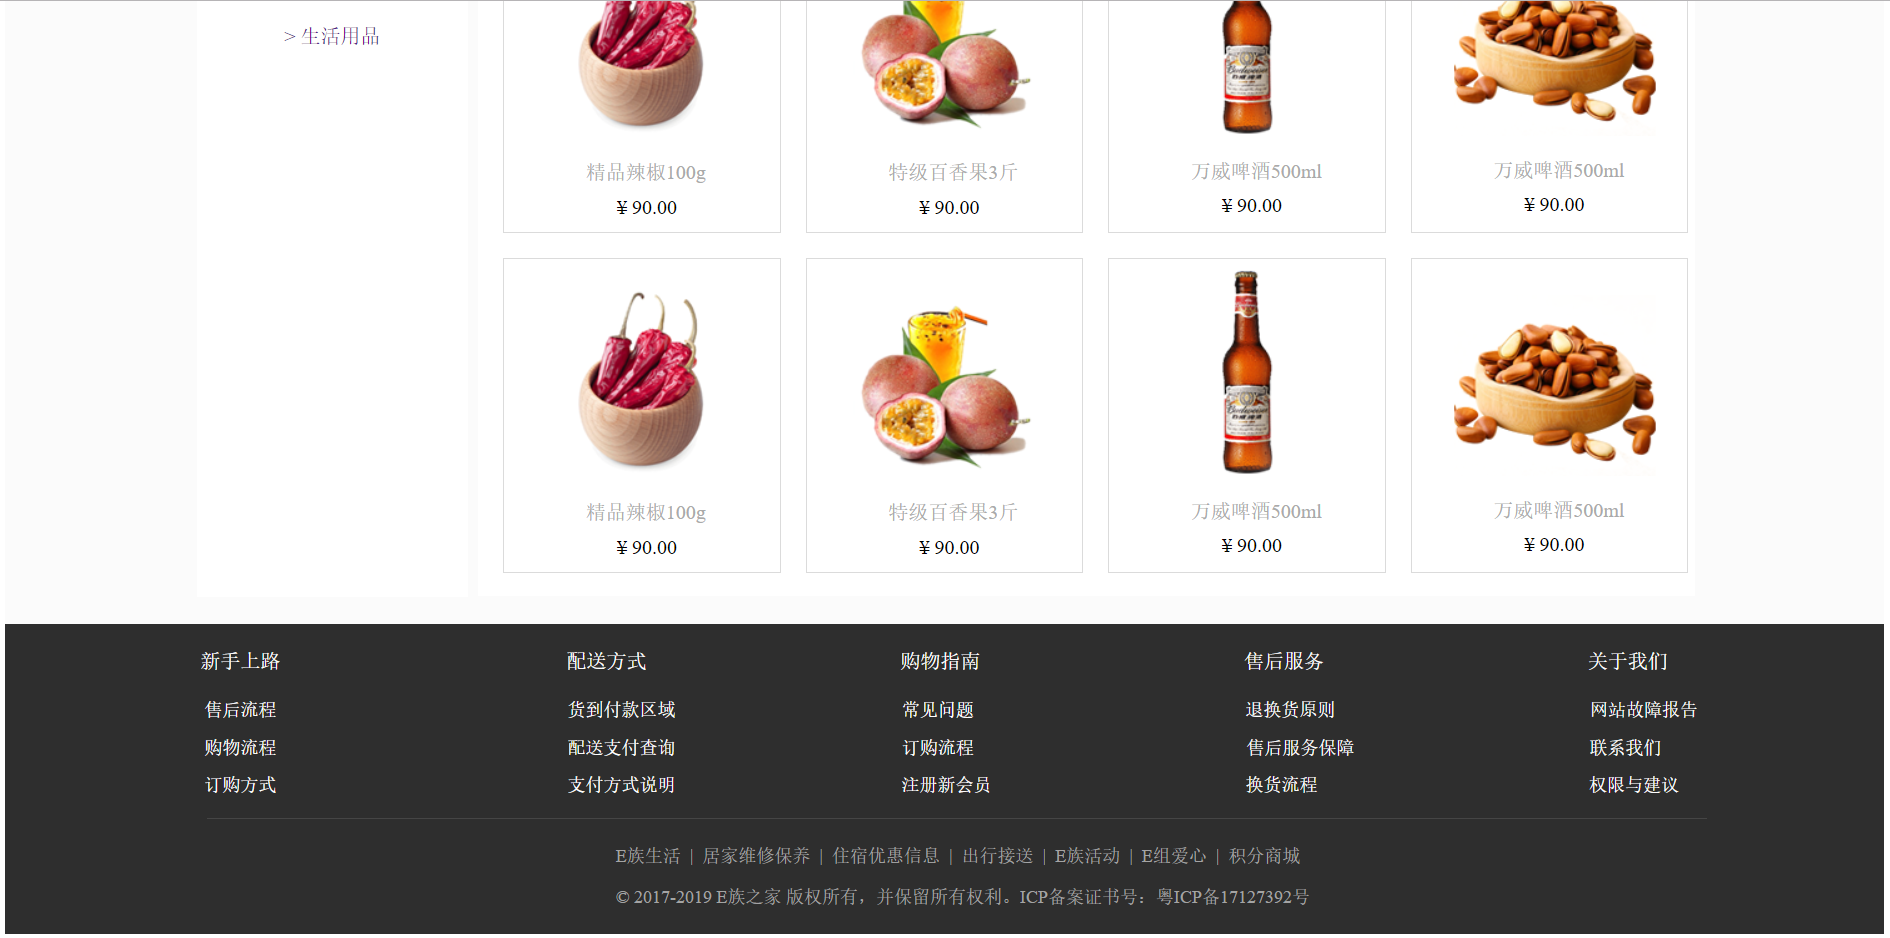 > 生活用品
精品辣椒100g 特级百香果3斤 万威啤酒500ml 万威啤酒500ml
¥ 90.00 ¥ 90.00 ¥ 90.00 ¥ 90.00
Budweiser
精品辣椒100g 特级百香果3斤 万威啤酒500ml 万威啤酒500ml
¥ 90.00 ¥ 90.00 ¥ 90.00 ¥ 90.00
新手上路 配送方式 购物指南 售后服务 关于我们
售后流程 货到付款区域 常见问题 退换货原则 网站故障报告
购物流程 配送支付查询 订购流程 售后服务保障 联系我们
订购方式 支付方式说明 注册新会员 换货流程 权限与建议
E族生活 | 居家维修保养 | 住宿优惠信息 | 出行接送 | E族活动 | E组爱心 | 积分商城
© 2017-2019 E族之家 版权所有，并保留所有权利。ICP备案证书号：粤ICP备17127392号